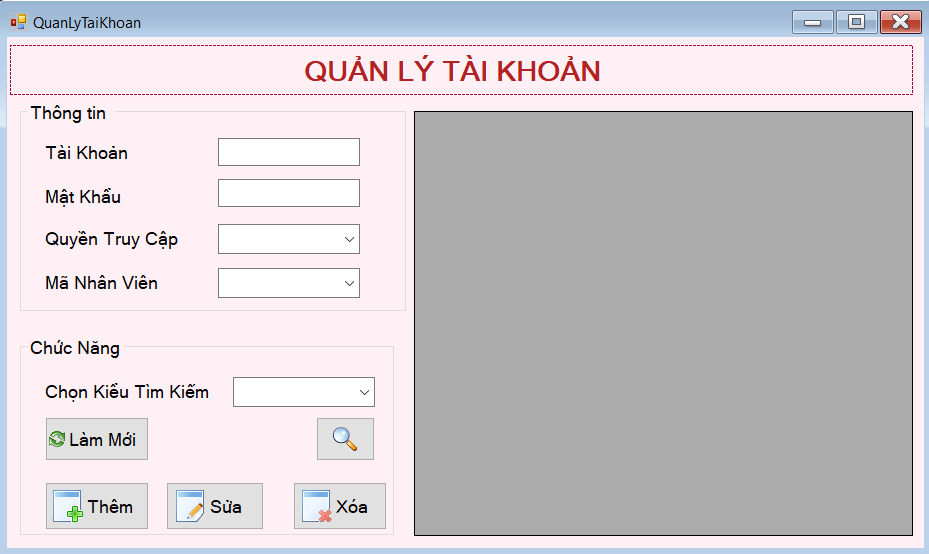 QuanLyTaiKhoan
QUẢN LÝ TÀI KHOẢN
Thông tin
Tài Khoản
Mật Khẩu
Quyền Truy Cập
Mã Nhân Viên
Chức Năng
Chọn Kiểu Tìm Kiếm
Làm Mới
Thêm
Sửa
Xóa